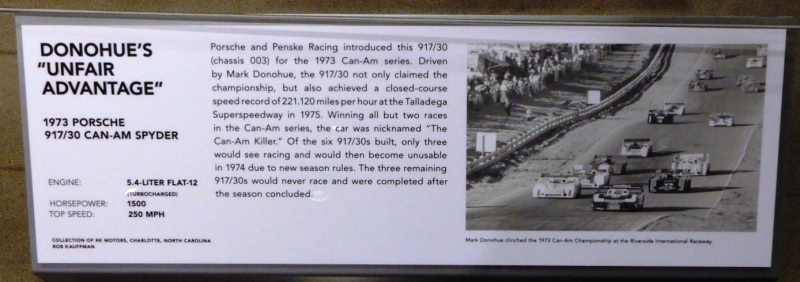 DONOHUE'S
"UNFAIR
ADVANTAGE"
1973 PORSCHE
917/30 CAN-AM SPYDER
ENGINE: 5.4-LITER FLAT-12
(TURBOCHARGED)
HORSEPOWER: 1500
TOP SPEED: 250 MPH
COLLECTION OF RK MOTORS, CHARLOTTE, NORTH CAROLINA
ROB KAUFFMAN
Porsche and Penske Racing introduced this 917/30
(chassis 003) for the 1973 Can-Am series. Driven
by Mark Donohue, the 917/30 not only claimed the
championship, but also achieved a closed-course
speed record of 221.120 miles per hour at the Talladega
Superspeedway in 1975. Winning all but two races
in the Can-Am series, the car was nicknamed "The
Can-Am Killer." Of the six 917/30s built, only three
would see racing and would then become unusable
in 1974 due to new season rules. The three remaining
917/30s would never race and were completed after
the season concluded.
Mark Donohue clinched the 1973 Can-Am Championship at the Riverside International Raceway.